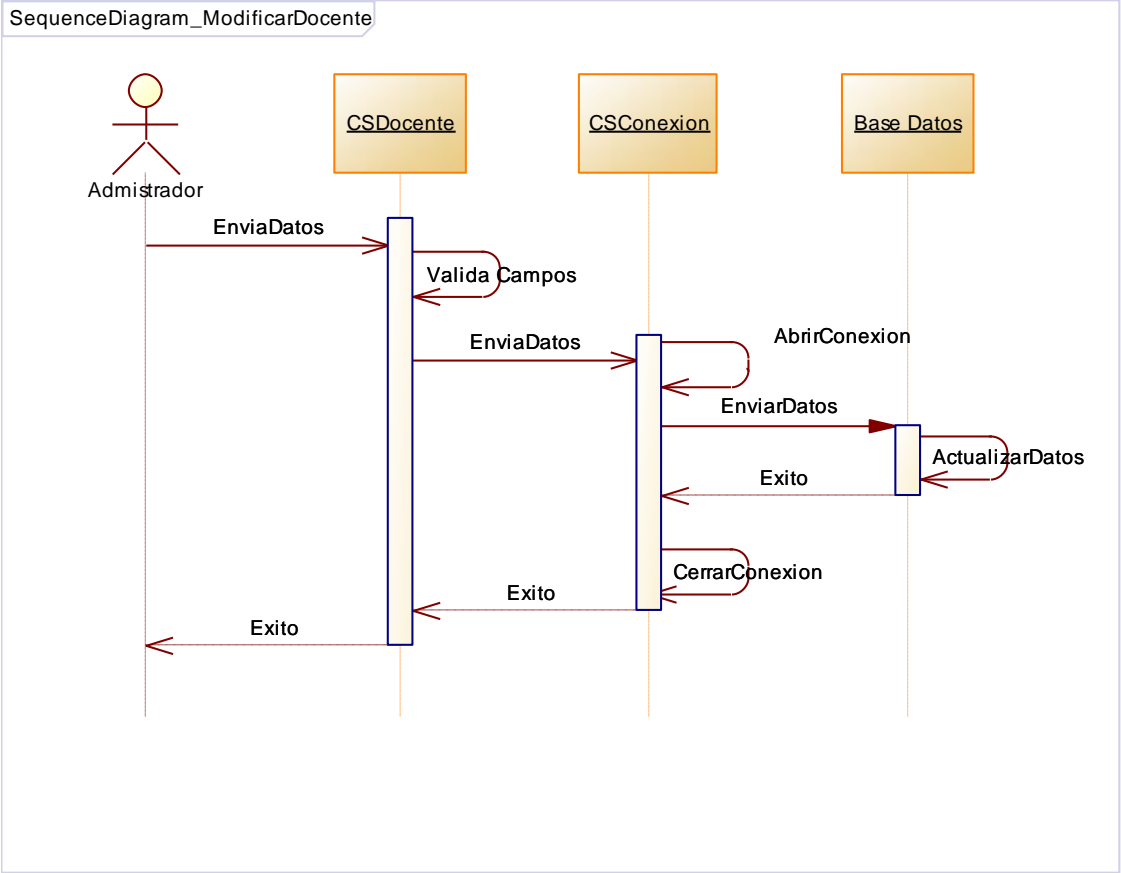 SequenceDiagram_ModificarDocente
CSDocente
CSConexion
Base Datos
Admistrador
EnviaDatos
Valida Campos
EnviaDatos
AbrirConexion
EnviarDatos
ActualizarDatos
Exito
CerrarConexion
Exito
Exito